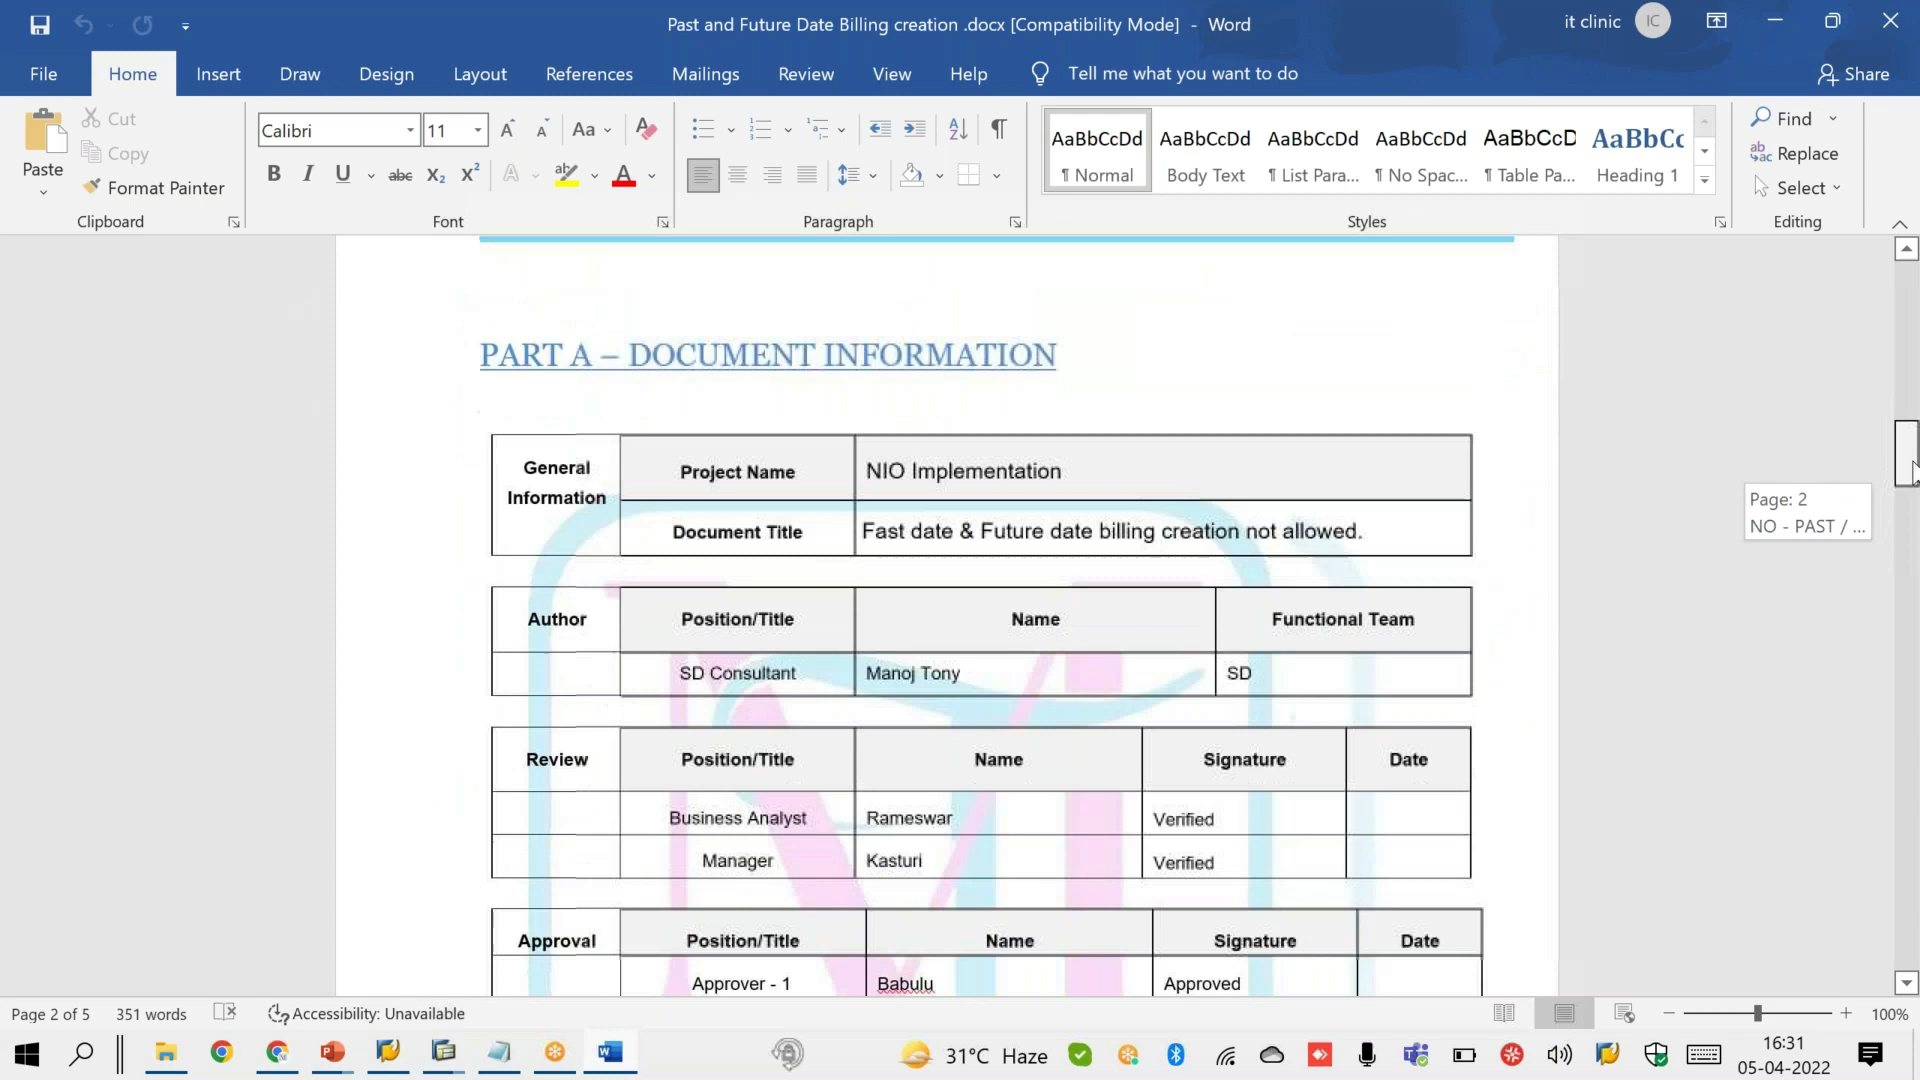 Past and Future Date Billing creation .docx [Compatibility Mode] - Word
it clinic IC
File Home Insert Draw Design Layout References Mailings Review View Help Tell me what you want to do Share
Paste
Cut
Copy
Format Painter
Clipboard
Calibri 11
Font
Paragraph
AaBbCcDd AaBbCcDd AaBbCcDd AaBbCcDd AaBbCcD AaBbCc
¶ Normal Body Text ¶ List Para... ¶ No Spac... ¶ Table Pa... Heading 1
Styles
Find
Replace
Select
Editing
PART A – DOCUMENT INFORMATION
General Information
Project Name NIO Implementation
Document Title Fast date & Future date billing creation not allowed.
Author Position/Title Name Functional Team
SD Consultant Manoj Tony SD
Review Position/Title Name Signature Date
Business Analyst Rameswar Verified
Manager Kasturi Verified
Approval Position/Title Name Signature Date
Approver - 1 Babulu Approved
Page: 2
NO - PAST / ...
Page 2 of 5 351 words Accessibility: Unavailable 100%
31°C Haze
16:31
05-04-2022